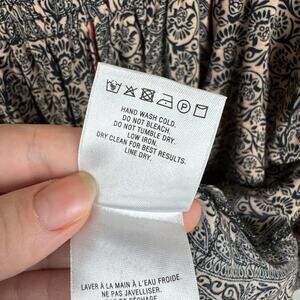 HAND WASH COLD.
DO NOT BLEACH.
DO NOT TUMBLE DRY.
LOW IRON.
DRY CLEAN FOR BEST RESULTS.
LINE DRY.
LAVER À LA MAIN À L'EAU FROIDE.
NE PAS JAVELLISER.
SÉCHAGE